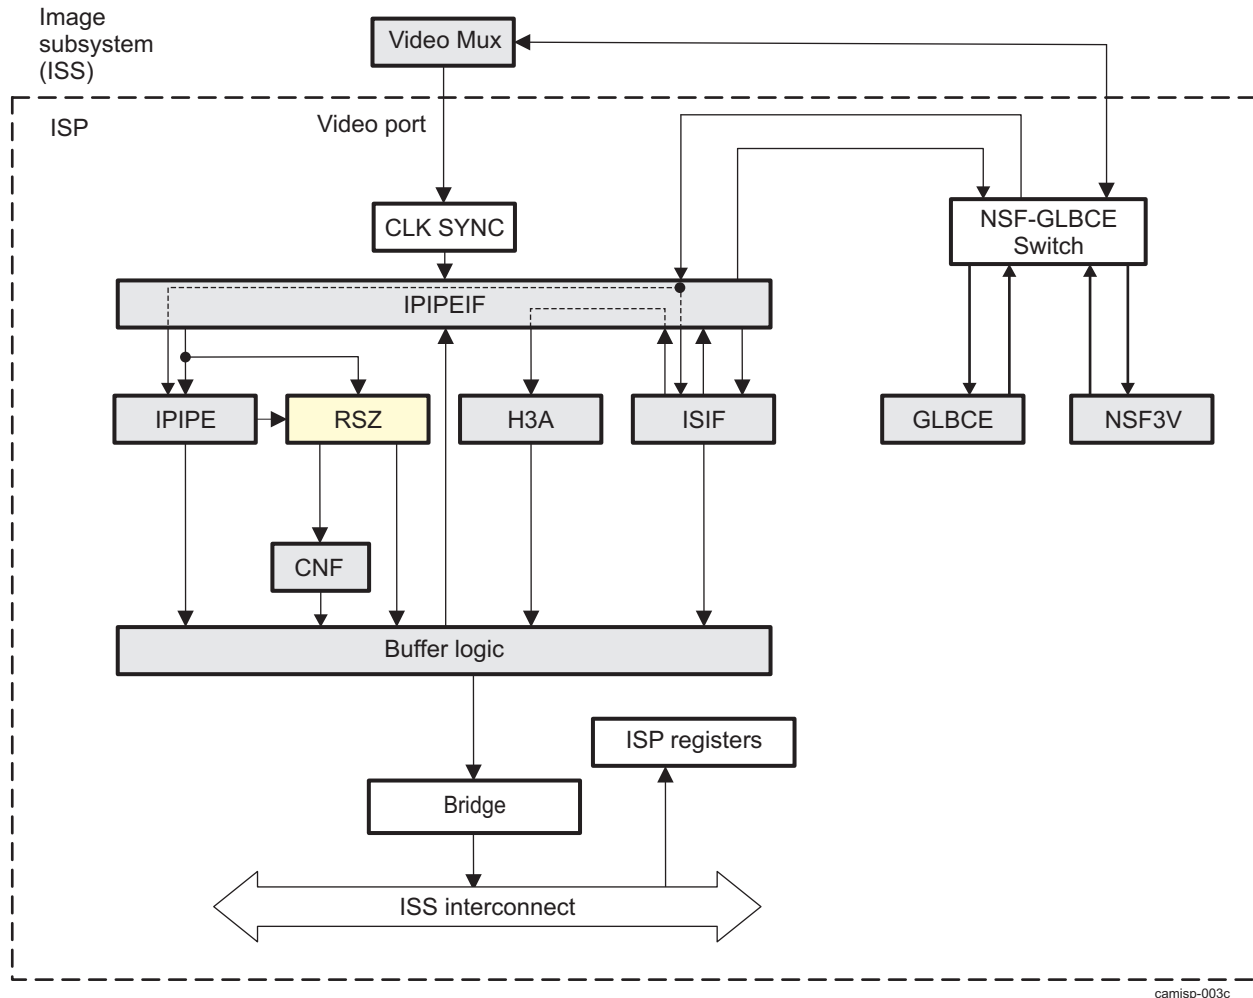 Image
subsystem
(ISS)
Video Mux
ISP
Video port
CLK SYNC
NSF-GLBCE
Switch
IPIPEIF
IPIPE
RSZ
H3A
ISIF
GLBCE
NSF3V
CNF
Buffer logic
ISP registers
Bridge
ISS interconnect
camisp-003c